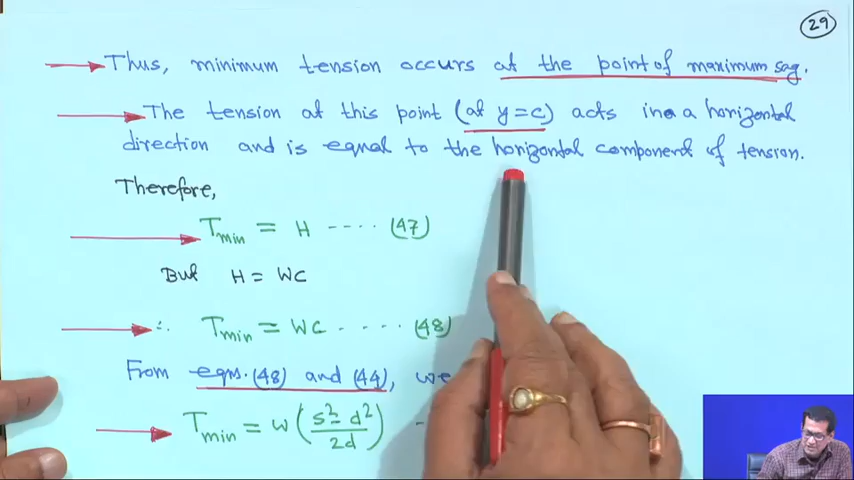 29
Thus, minimum tension occurs at the point of maximum sag.
The tension at this point (at y=c) acts in a horizontal
direction and is equal to the horizontal component of tension.
Therefore,
Tmin = H ---- (47)
But H = WC
∴ Tmin = WC ---- (48)
From eqns. (48) and (44), we
Tmin = W((s² - d²)/2d) -